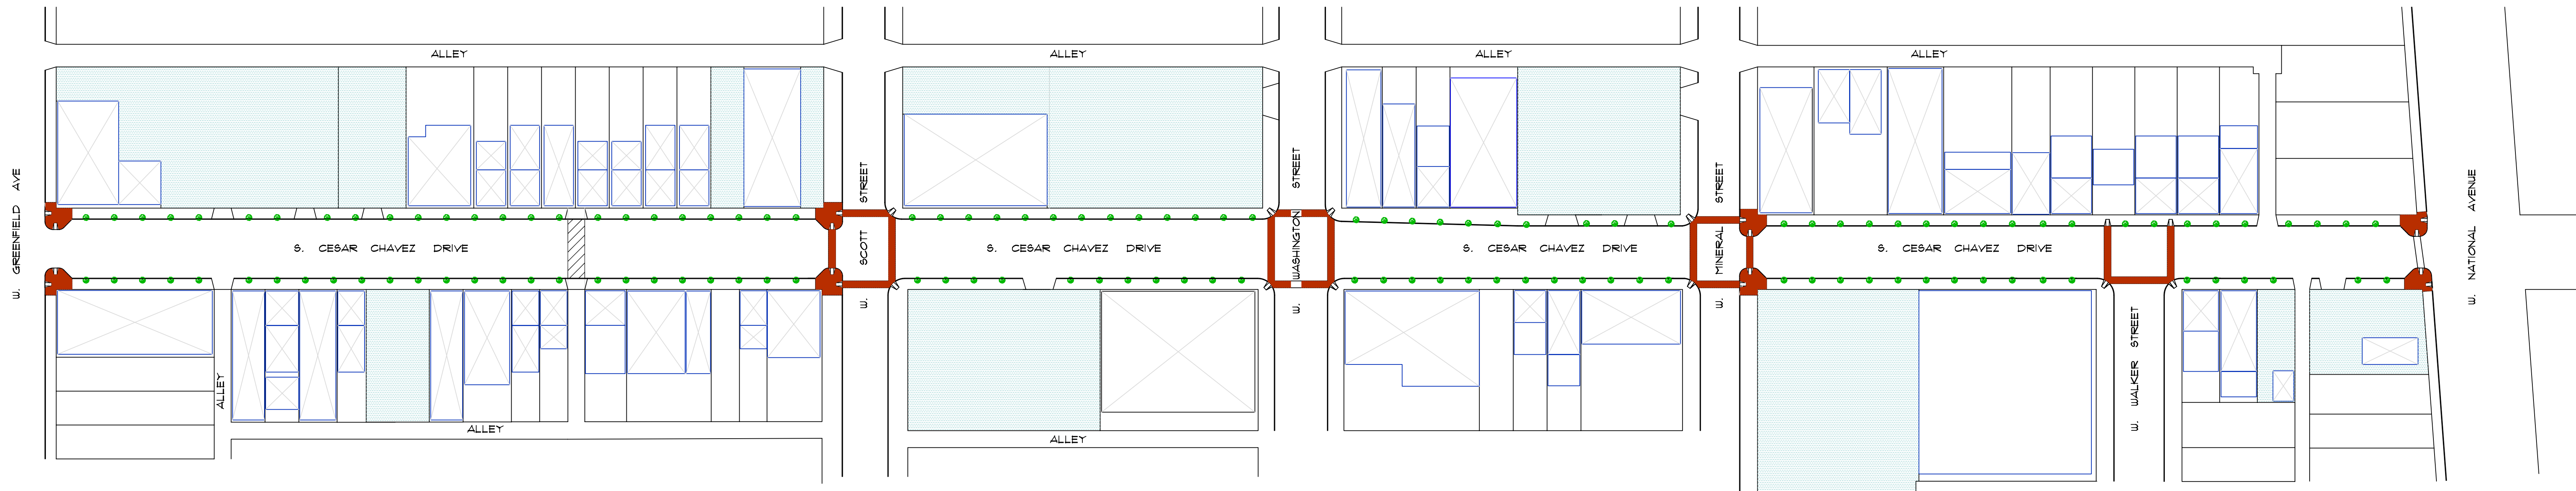 ALLEY
ALLEY
ALLEY
ALLEY
W. GREENFIELD AVE
S. CESAR CHAVEZ DRIVE
W. SCOTT STREET
S. CESAR CHAVEZ DRIVE
W. WASHINGTON STREET
S. CESAR CHAVEZ DRIVE
W. MINERAL STREET
S. CESAR CHAVEZ DRIVE
W. WALKER STREET
W. NATIONAL AVENUE
ALLEY
ALLEY
ALLEY